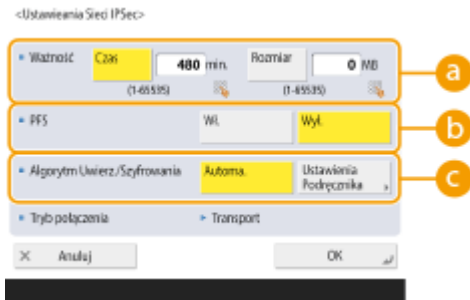 <Ustawieania Sieci IPSec>
Ważność Czas 480 min. Rozmiar 0 MB
(1-65535) (1-65535)
a
PFS Wł. Wył.
b
Algorytm Uwierz./Szyfrowania Automa. Ustawienia
Podręcznika
c
Tryb połączenia Transport
Anuluj OK